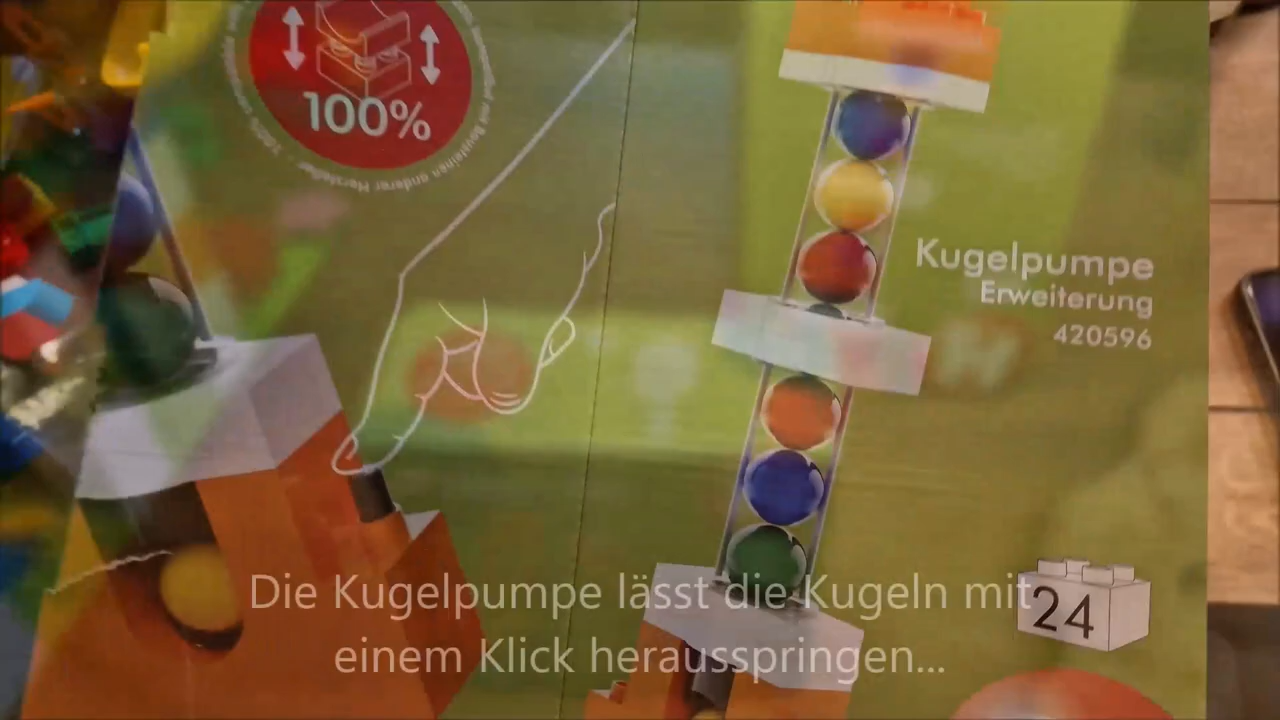 100%
Kugelpumpe
Erweiterung
420596
24
Die Kugelpumpe lässt die Kugeln mit
einem Klick herausspringen...